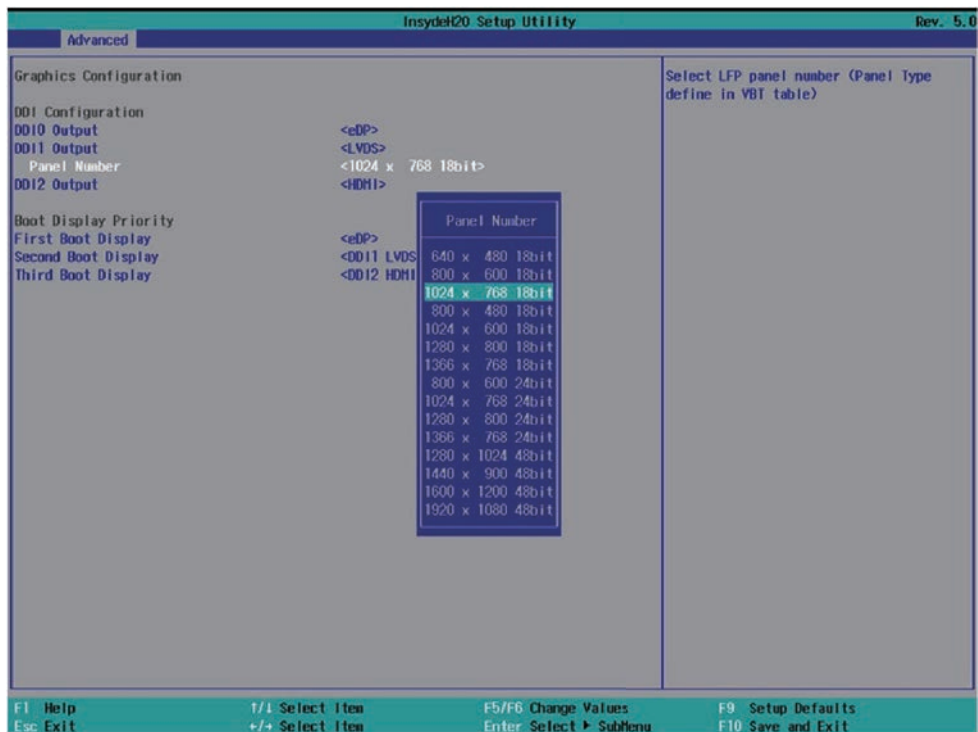 InsydeH20 Setup Utility Rev. 5.0
Advanced
Graphics Configuration
DDI Configuration
DDI0 Output <eDP>
DDI1 Output <LVDS>
Panel Number <1024 x 768 18bit>
DDI2 Output <HDMI>
Boot Display Priority
First Boot Display <eDP>
Second Boot Display <DDI1 LVDS
Third Boot Display <DDI2 HDMI
Panel Number
640 x 480 18bit
800 x 600 18bit
1024 x 768 18bit
800 x 480 18bit
1024 x 600 18bit
1280 x 800 18bit
1366 x 768 18bit
800 x 600 24bit
1024 x 768 24bit
1280 x 800 24bit
1366 x 768 24bit
1280 x 1024 48bit
1440 x 900 48bit
1600 x 1200 48bit
1920 x 1080 48bit
Select LFP panel number (Panel Type
define in VBT table)
F1 Help ↑/↓ Select Item F5/F6 Change Values F9 Setup Defaults
Esc Exit ←/→ Select Item Enter Select ▶ SubMenu F10 Save and Exit